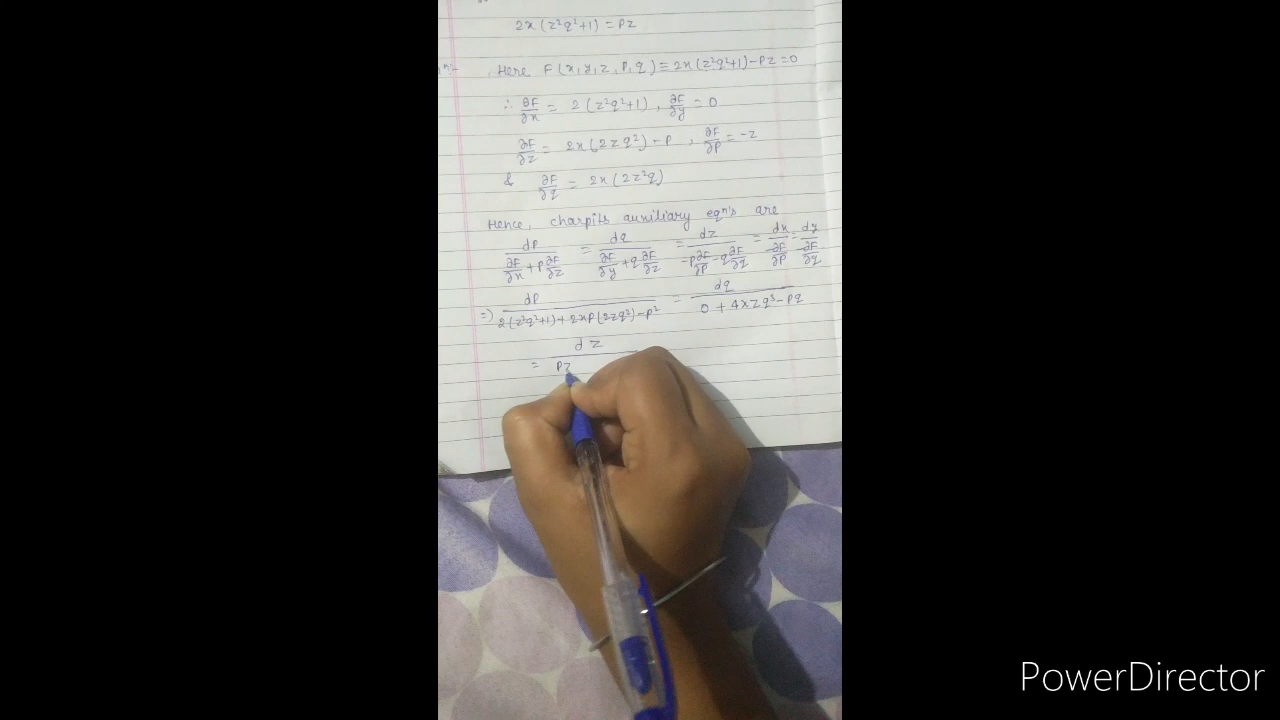 2x(z²q²+1) = Pz
Here F(x,y,z,P,q) ≡ 2x(z²q²+1)-Pz=0
∴ ∂F/∂x = 2(z²q²+1), ∂F/∂y = 0
∂F/∂z = 2x(2zq²)-P, ∂F/∂P = -z
& ∂F/∂q = 2x(2z²q)
Hence, charpits auxiliary eqn's are
dP/(∂F/∂x+P∂F/∂z) = dq/(∂F/∂y+q∂F/∂z) = dz/(-P∂F/∂P-q∂F/∂q) = dx/(-∂F/∂P) = dy/(-∂F/∂q)
=) dP/(2(z²q²+1)+2xP(2zq²)-P²) = dq/(0+4xzq³-Pq)
= dz/(Pz
PowerDirector